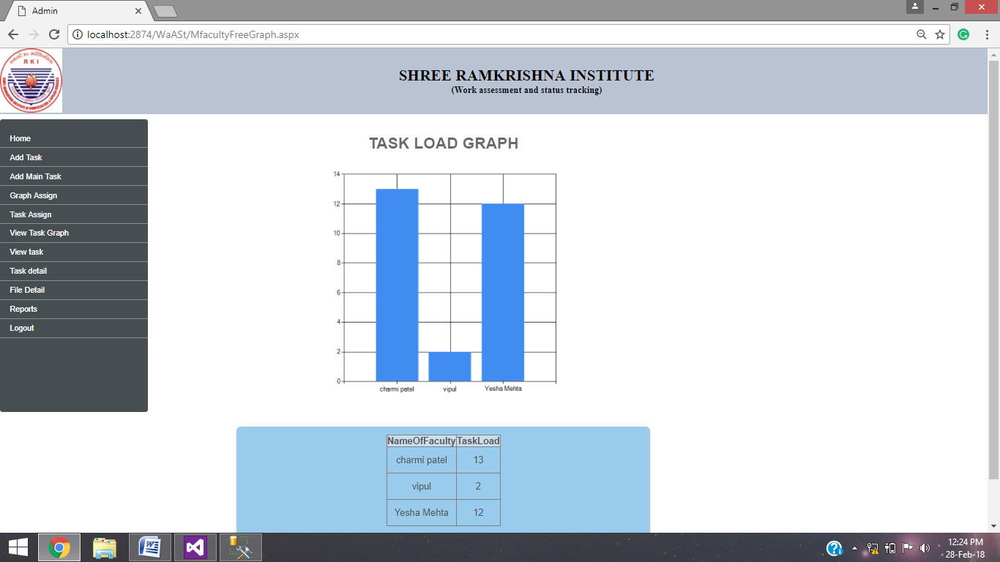 Admin
localhost:2874/WaASt/MfacultyFreeGraph.aspx
RKI
SHREE RAMKRISHNA INSTITUTE
(Work assessment and status tracking)
Home
Add Task
Add Main Task
Graph Assign
Task Assign
View Task Graph
View task
Task detail
File Detail
Reports
Logout
TASK LOAD GRAPH
14
12
10
8
6
4
2
0
charmi patel vipul Yesha Mehta
NameOfFaculty TaskLoad
charmi patel 13
vipul 2
Yesha Mehta 12
12:24 PM
28-Feb-18